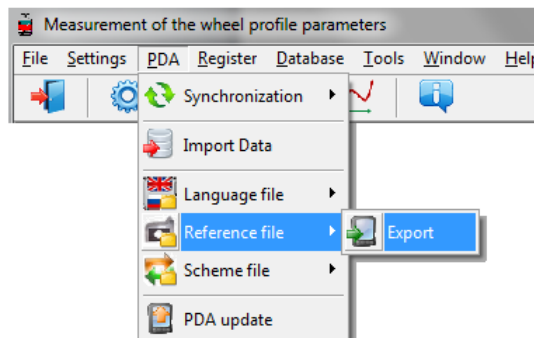 Measurement of the wheel profile parameters
File Settings PDA Register Database Tools Window Help
Synchronization
Import Data
Language file
Reference file Export
Scheme file
PDA update